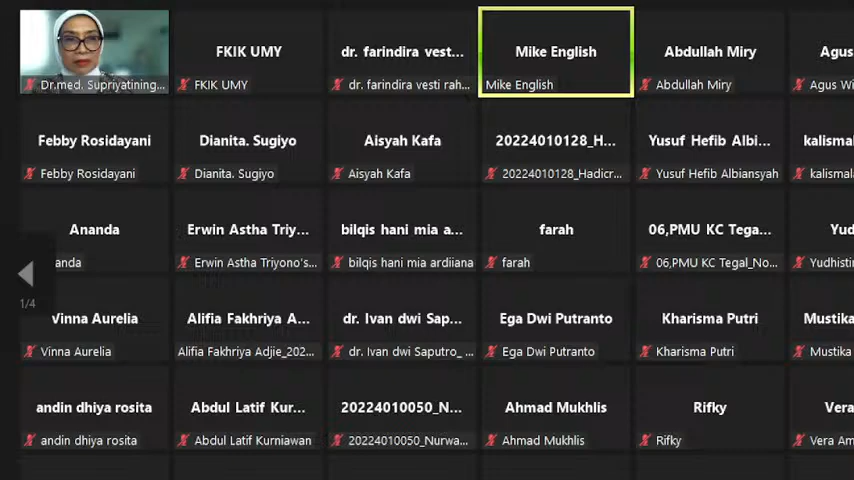 Dr.med. Supriyatining...
FKIK UMY
FKIK UMY
dr. farindira vest...
dr. farindira vesti rah...
Mike English
Mike English
Abdullah Miry
Abdullah Miry
Agus
Agus Wi
Febby Rosidayani
Febby Rosidayani
Dianita. Sugiyo
Dianita. Sugiyo
Aisyah Kafa
Aisyah Kafa
20224010128_H...
20224010128_Hadicr...
Yusuf Hefib Albi...
Yusuf Hefib Albiansyah
kalismal
kalismal
Ananda
anda
Erwin Astha Triy...
Erwin Astha Triyono's...
bilqis hani mia a...
bilqis hani mia ardiiana
farah
farah
06,PMU KC Tega...
06,PMU KC Tegal_No...
Yud
Yudhistir
1/4
Vinna Aurelia
Vinna Aurelia
Alifia Fakhriya A...
Alifia Fakhriya Adjie_202...
dr. Ivan dwi Sap...
dr. Ivan dwi Saputro_ ...
Ega Dwi Putranto
Ega Dwi Putranto
Kharisma Putri
Kharisma Putri
Mustika
Mustika
andin dhiya rosita
andin dhiya rosita
Abdul Latif Kur...
Abdul Latif Kurniawan
20224010050_N...
20224010050_Nurwa...
Ahmad Mukhlis
Ahmad Mukhlis
Rifky
Rifky
Vera
Vera Am